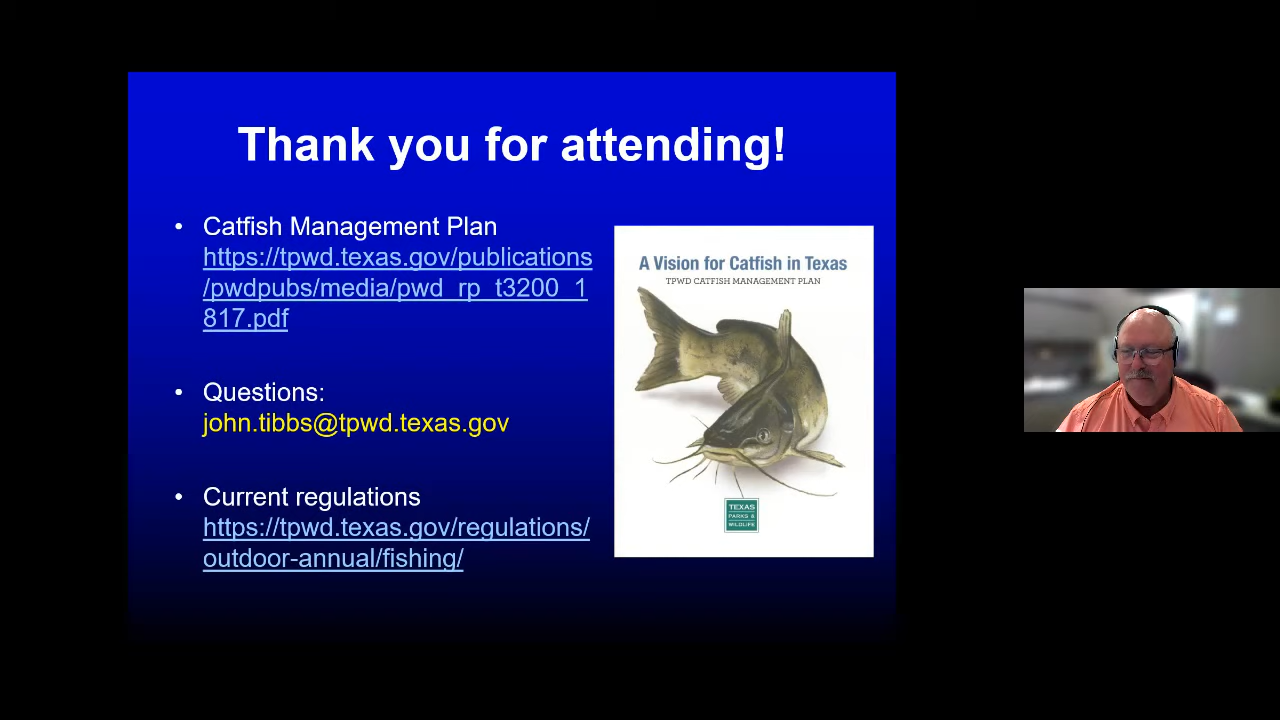 Thank you for attending!
• Catfish Management Plan
https://tpwd.texas.gov/publications
/pwdpubs/media/pwd_rp_t3200_1
817.pdf
• Questions:
john.tibbs@tpwd.texas.gov
• Current regulations
https://tpwd.texas.gov/regulations/
outdoor-annual/fishing/
A Vision for Catfish in Texas
TPWD CATFISH MANAGEMENT PLAN
TEXAS
PARKS &
WILDLIFE